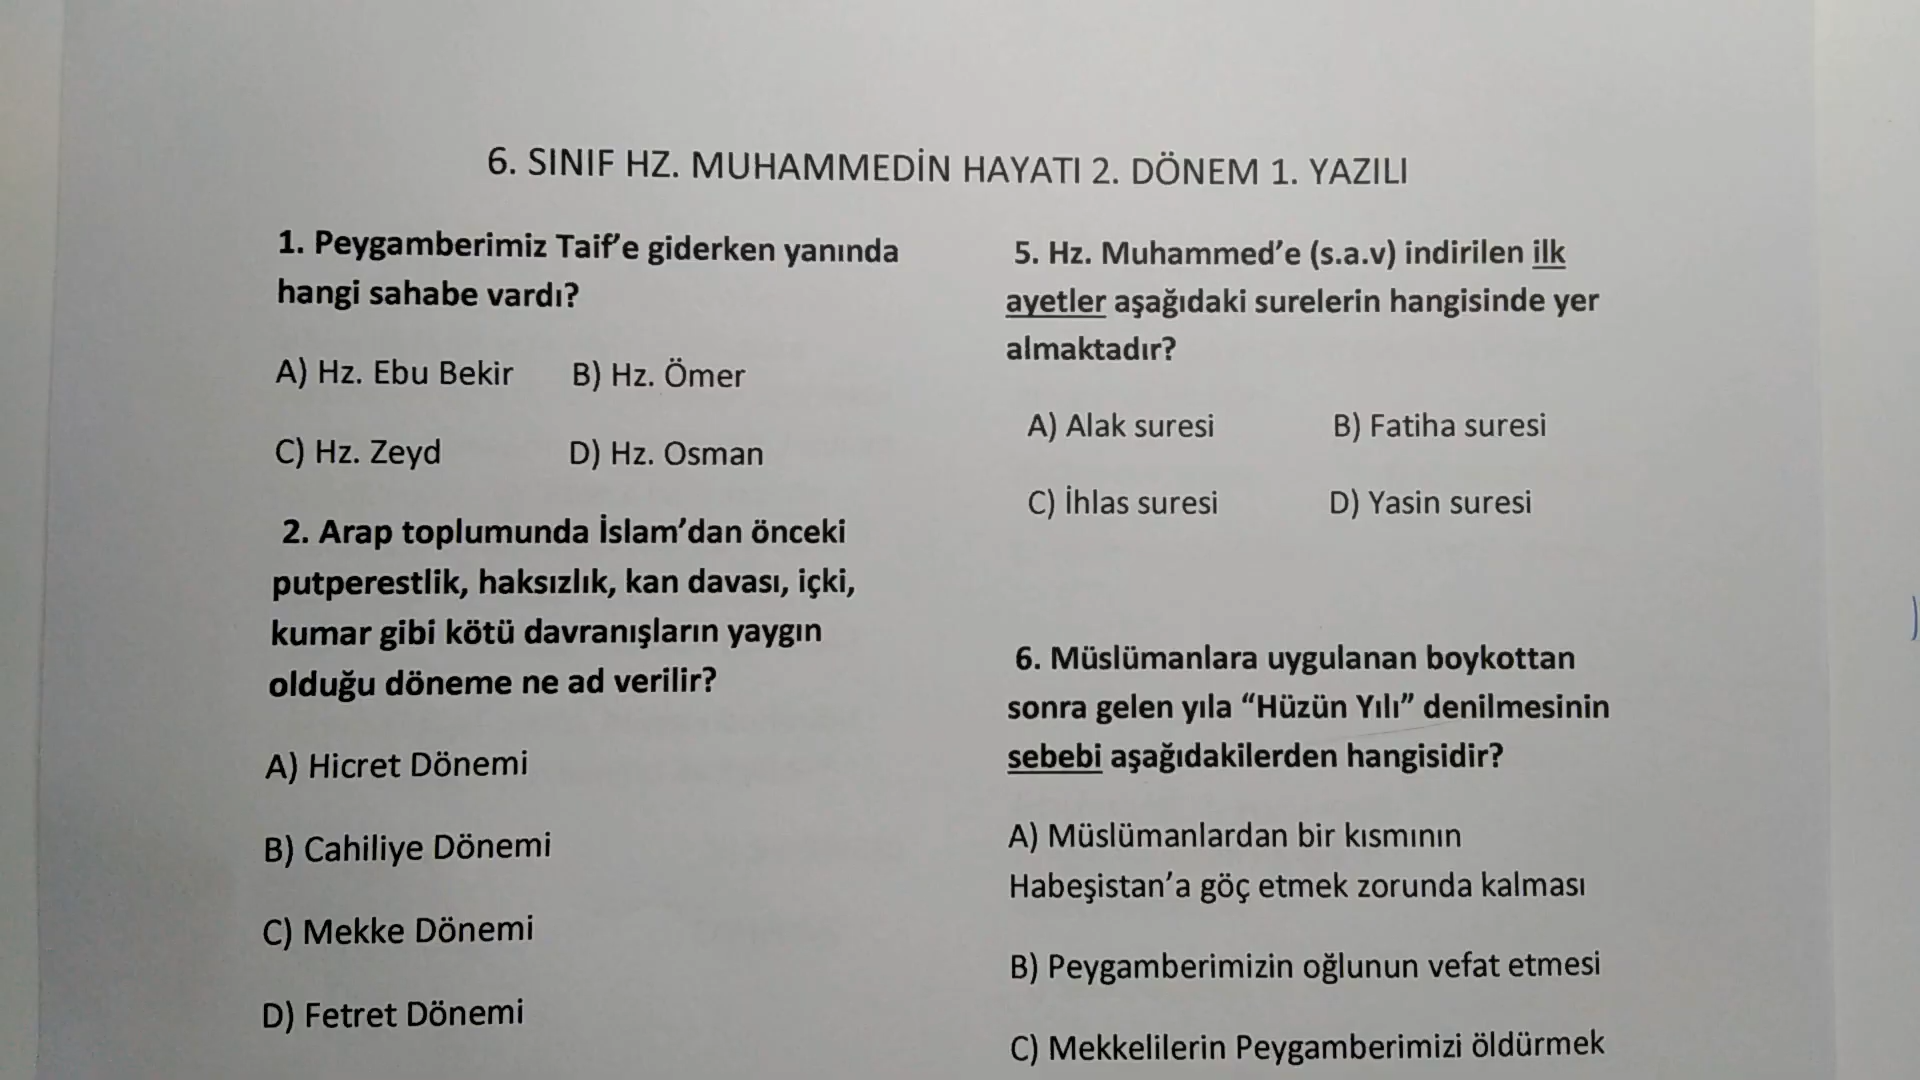 6. SINIF HZ. MUHAMMEDİN HAYATI 2. DÖNEM 1. YAZILI
1. Peygamberimiz Taif'e giderken yanında
hangi sahabe vardı?
A) Hz. Ebu Bekir B) Hz. Ömer
C) Hz. Zeyd D) Hz. Osman
2. Arap toplumunda İslam'dan önceki
putperestlik, haksızlık, kan davası, içki,
kumar gibi kötü davranışların yaygın
olduğu döneme ne ad verilir?
A) Hicret Dönemi
B) Cahiliye Dönemi
C) Mekke Dönemi
D) Fetret Dönemi
5. Hz. Muhammed'e (s.a.v) indirilen ilk
ayetler aşağıdaki surelerin hangisinde yer
almaktadır?
A) Alak suresi B) Fatiha suresi
C) İhlas suresi D) Yasin suresi
6. Müslümanlara uygulanan boykottan
sonra gelen yıla “Hüzün Yılı” denilmesinin
sebebi aşağıdakilerden hangisidir?
A) Müslümanlardan bir kısmının
Habeşistan'a göç etmek zorunda kalması
B) Peygamberimizin oğlunun vefat etmesi
C) Mekkelilerin Peygamberimizi öldürmek